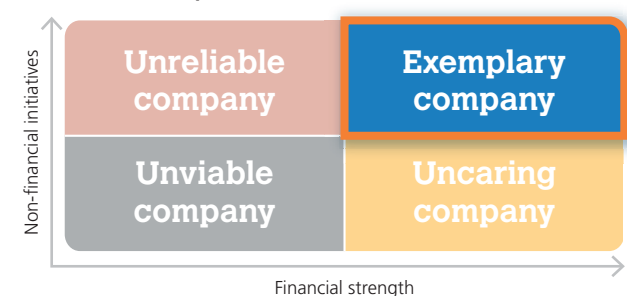 Non-financial initiatives
Unreliable
company
Exemplary
company
Unviable
company
Uncaring
company
Financial strength